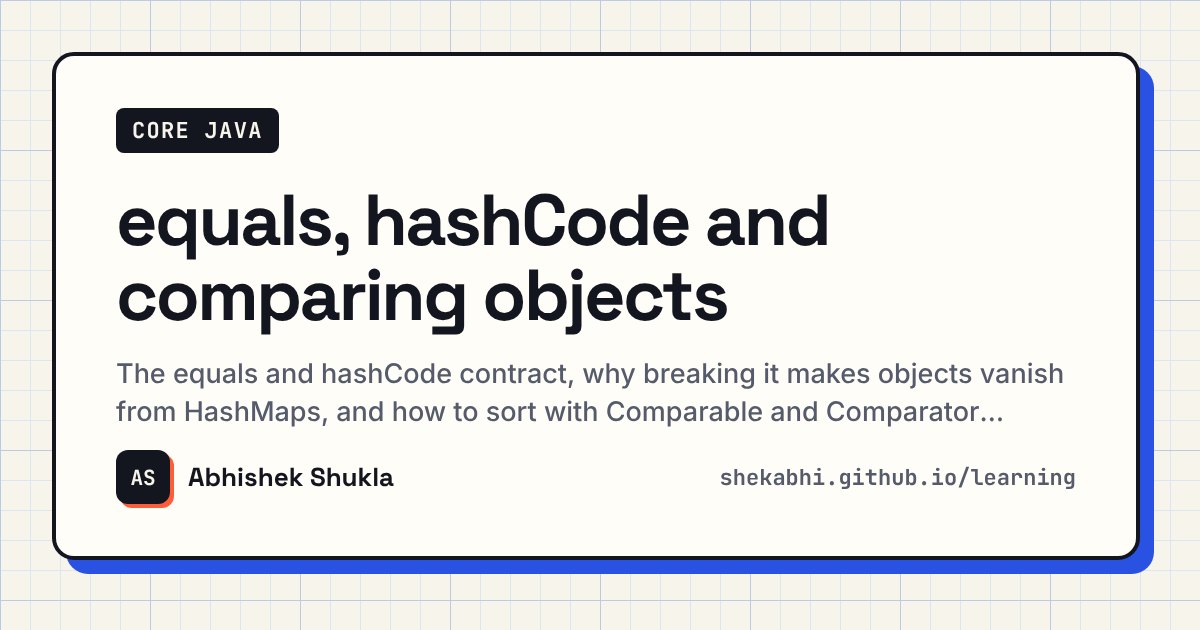 CORE JAVA
equals, hashCode and
comparing objects
The equals and hashCode contract, why breaking it makes objects vanish
from HashMaps, and how to sort with Comparable and Comparator...
AS
Abhishek Shukla
shekabhi.github.io/learning